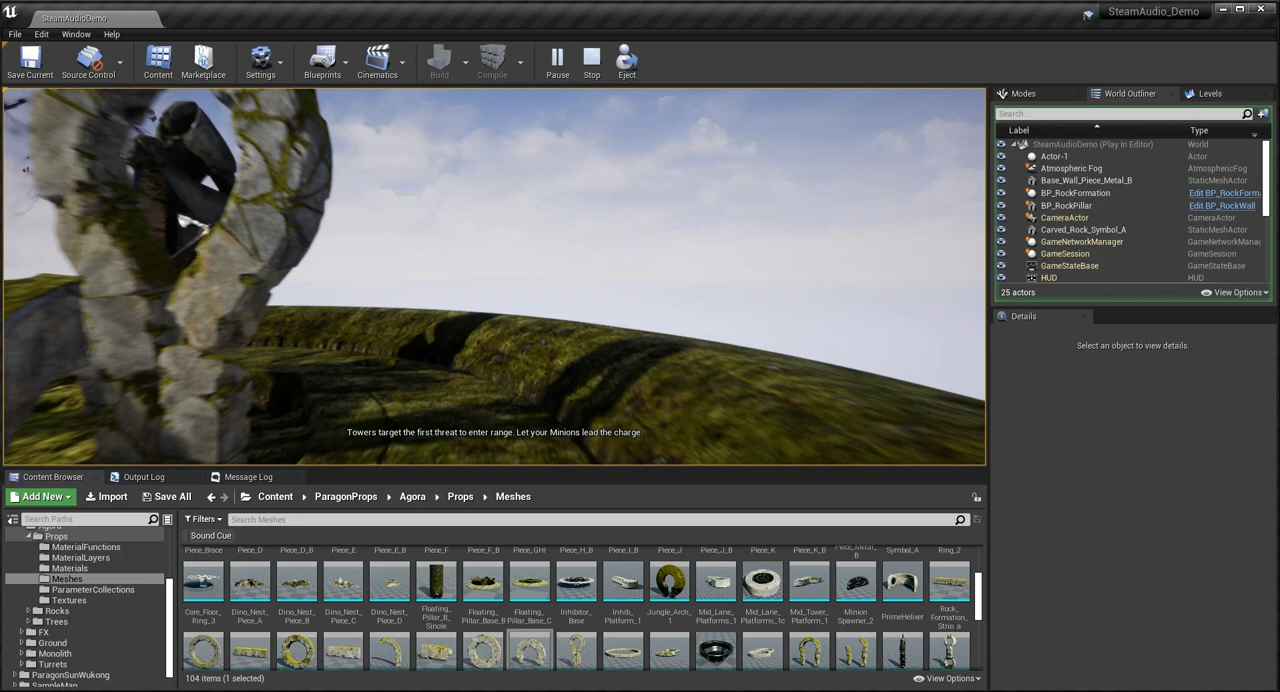 SteamAudioDemo
SteamAudio_Demo
File Edit Window Help
Save Current Source Control Content Marketplace Settings Blueprints Cinematics Build Compile Pause Stop Eject
Modes World Outliner Levels
Search...
Label Type
SteamAudioDemo (Play In Editor) World
Actor-1 Actor
Atmospheric Fog AtmosphericFog
Base_Wall_Piece_Metal_B StaticMeshActor
BP_RockFormation Edit BP_RockForm
BP_RockPillar Edit BP_RockWall
CameraActor CameraActor
Carved_Rock_Symbol_A StaticMeshActor
GameNetworkManager GameNetworkManag
GameSession GameSession
GameStateBase GameStateBase
HUD HUD
25 actors View Options
Details
Select an object to view details.
Towers target the first threat to enter range. Let your Minions lead the charge.
Content Browser Output Log Message Log
Add New Import Save All Content ParagonProps Agora Props Meshes
Search Paths Filters Search Meshes
Sound Cue
Agora
Props
MaterialFunctions
MaterialLayers
Materials
Meshes
ParameterCollections
Textures
Rocks
Trees
FX
Ground
Monolith
Props
Turrets
ParagonSunWukong
SampleMap
Piece_Brace Piece_D Piece_D_B Piece_E Piece_E_B Piece_F Piece_F_B Piece_GHI Piece_H_B Piece_I_B Piece_J Piece_J_B Piece_K Piece_K_B Piece_Metal_B Symbol_A Ring_2
Core_Floor_Ring_3 Dino_Nest_Piece_A Dino_Nest_Piece_B Dino_Nest_Piece_C Dino_Nest_Piece_D Floating_Pillar_B_Single Floating_Pillar_Base_B Floating_Pillar_Base_C Inhibitor_Base Inhib_Platform_1 Jungle_Arch_1 Mid_Lane_Platforms_1 Mid_Lane_Platforms_1c Mid_Tower_Platform_1 Minion Spawner_2 PrimeHelixer Rock_Formation_Strip_a
104 items (1 selected) View Options